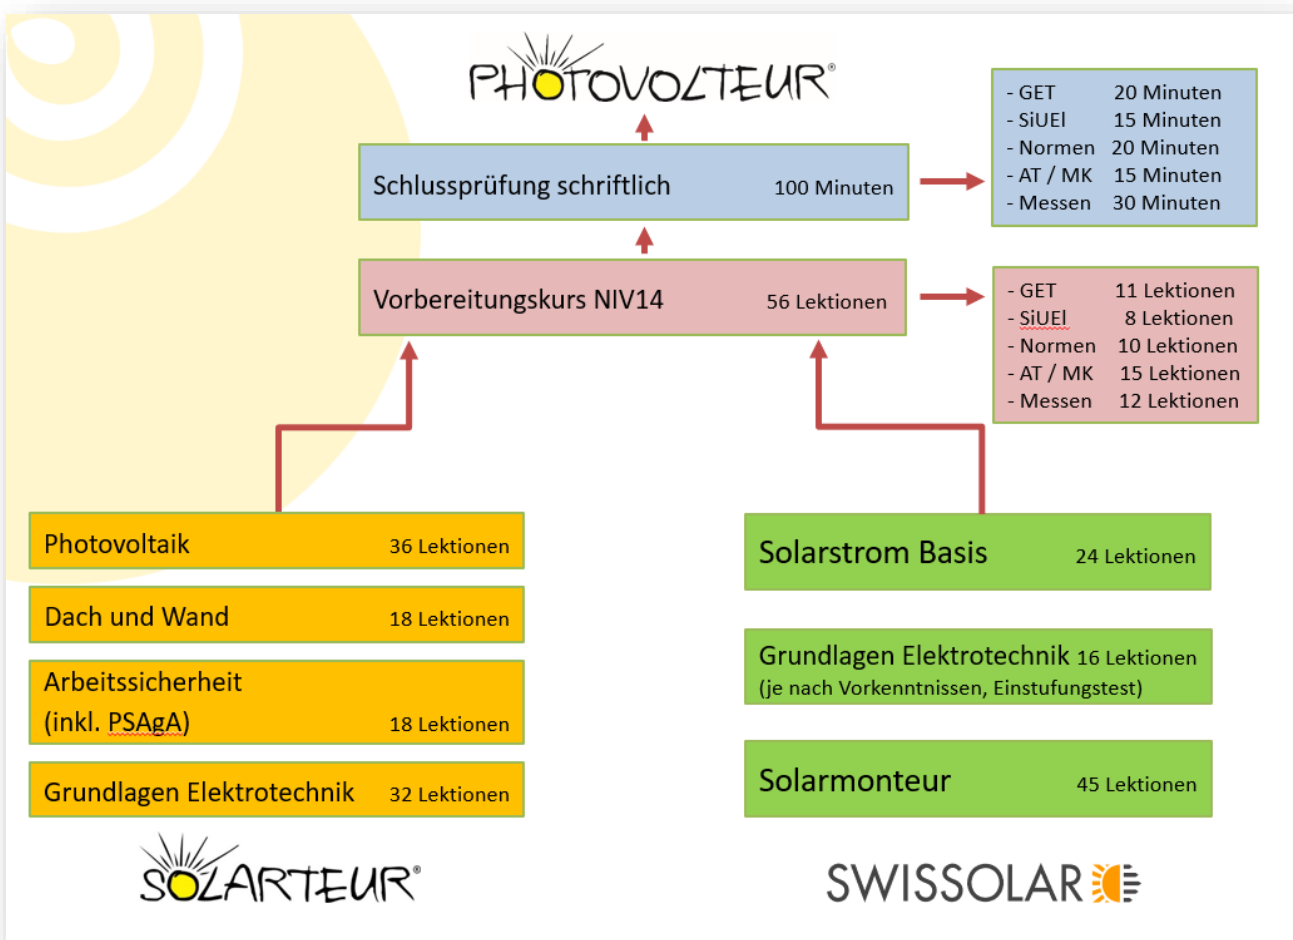 PHOTOVOLTEUR®
Schlussprüfung schriftlich 100 Minuten
- GET 20 Minuten
- SiUEl 15 Minuten
- Normen 20 Minuten
- AT / MK 15 Minuten
- Messen 30 Minuten
Vorbereitungskurs NIV14 56 Lektionen
- GET 11 Lektionen
- SiUEl 8 Lektionen
- Normen 10 Lektionen
- AT / MK 15 Lektionen
- Messen 12 Lektionen
Photovoltaik 36 Lektionen
Dach und Wand 18 Lektionen
Arbeitssicherheit
(inkl. PSAgA) 18 Lektionen
Grundlagen Elektrotechnik 32 Lektionen
SOLARTEUR®
Solarstrom Basis 24 Lektionen
Grundlagen Elektrotechnik 16 Lektionen
(je nach Vorkenntnissen, Einstufungstest)
Solarmonteur 45 Lektionen
SWISSOLAR